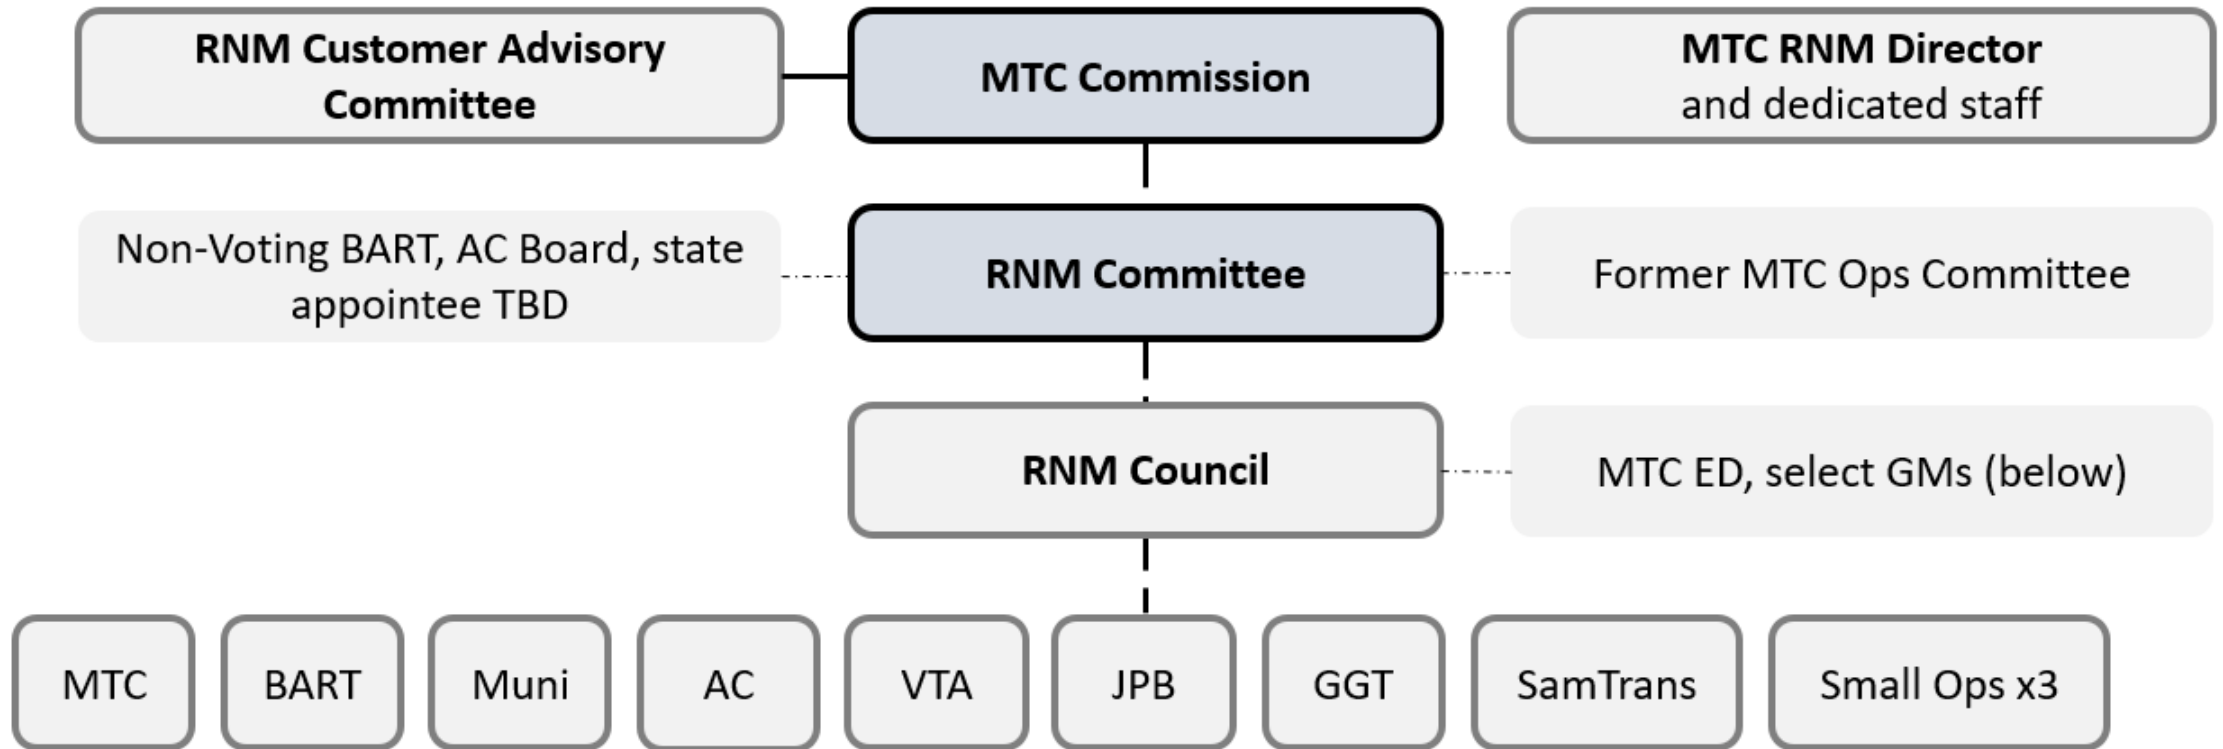 RNM Customer Advisory
Committee
MTC Commission
MTC RNM Director
and dedicated staff
Non-Voting BART, AC Board, state
appointee TBD
RNM Committee
Former MTC Ops Committee
RNM Council
MTC ED, select GMs (below)
MTC
BART
Muni
AC
VTA
JPB
GGT
SamTrans
Small Ops x3